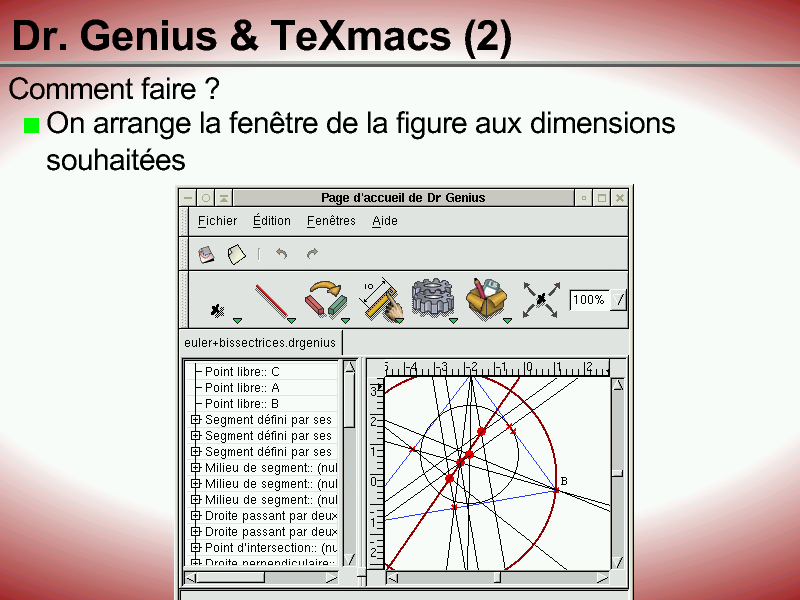 Dr. Genius & TeXmacs (2)
Comment faire ?
On arrange la fenêtre de la figure aux dimensions
souhaitées
Page d'accueil de Dr Genius
Fichier Édition Fenêtres Aide
10
100%
euler+bissectrices.drgenius
Point libre:: C
Point libre:: A
Point libre:: B
Segment défini par ses
Segment défini par ses
Segment défini par ses
Milieu de segment:: (nul
Milieu de segment:: (nul
Milieu de segment:: (nul
Droite passant par deux
Droite passant par deux
Point d'intersection:: (nu
Droite perpendiculaire::
5 -4 -3 -2 -1 0 1 2
3
2
1
0
1
2
B